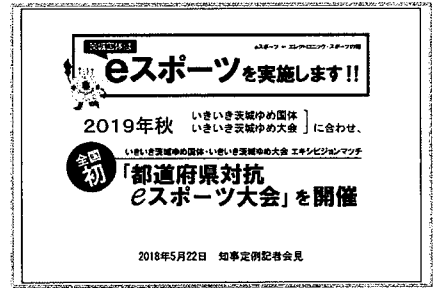 茨城国体は
eスポーツ＝エレクトロニック・スポーツの略
eスポーツを実施します!!
2019年秋 いきいき茨城ゆめ国体
いきいき茨城ゆめ大会 に合わせ、
いきいき茨城ゆめ国体・いきいき茨城ゆめ大会 エキシビジョンマッチ
全国初
「都道府県対抗
eスポーツ大会」を開催
2018年5月22日 知事定例記者会見